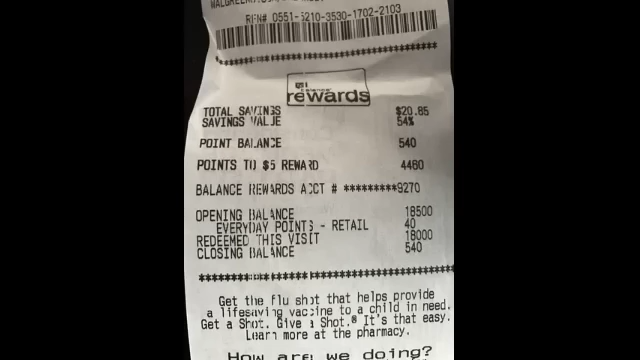 RFN# 0551-5210-3530-1702-2103
********************************************
balance
rewards
TOTAL SAVINGS $20.85
SAVINGS VALUE 54%
POINT BALANCE 540
POINTS TO $5 REWARD 4460
BALANCE REWARDS ACCT # *********9270
OPENING BALANCE 18500
EVERYDAY POINTS - RETAIL 40
REDEEMED THIS VISIT 18000
CLOSING BALANCE 540
********************************************
Get the flu shot that helps provide
a lifesaving vaccine to a child in need.
Get a Shot. Give a Shot.® It's that easy.
Learn more at the pharmacy.
How are we doing?